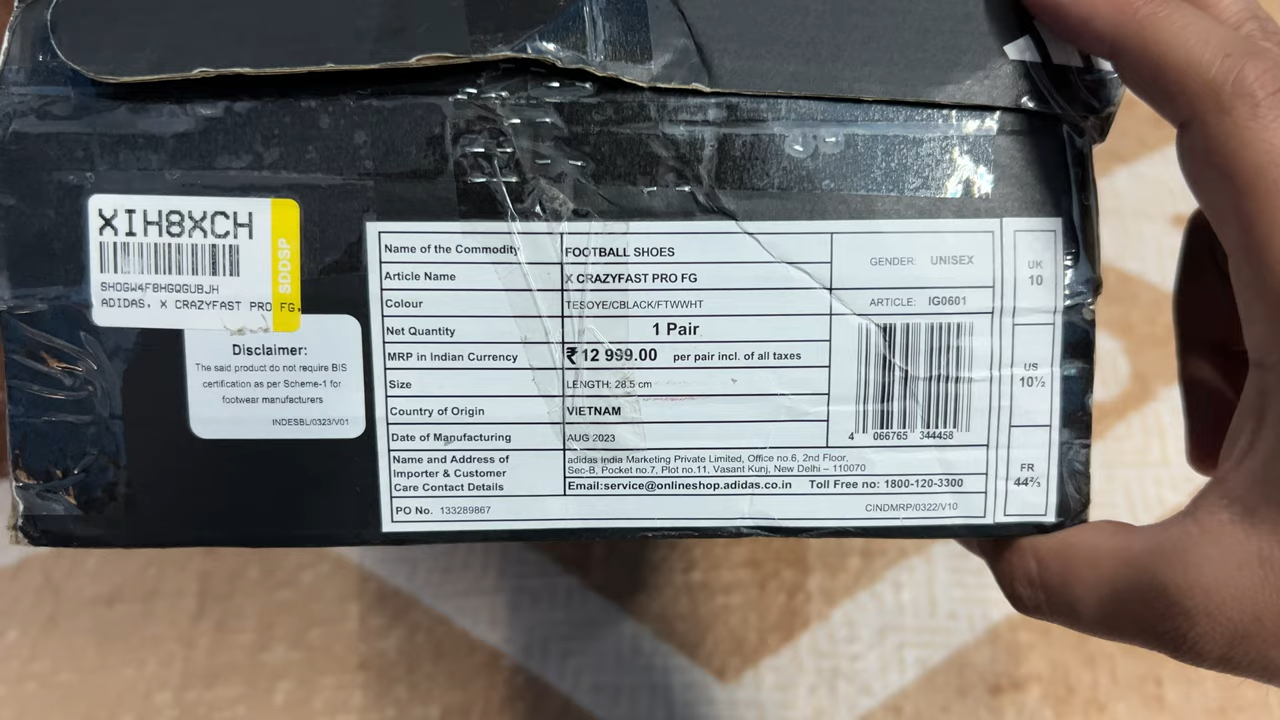 XIH8XCH
SDDSP
SHOGW4F8HGQGUBJH
ADIDAS, X CRAZYFAST PRO FG,
Disclaimer:
The said product do not require BIS
certification as per Scheme-1 for
footwear manufacturers
INDESBL/0323/V01
Name of the Commodity FOOTBALL SHOES
Article Name X CRAZYFAST PRO FG
Colour TESOYE/CBLACK/FTWWHT
Net Quantity 1 Pair
MRP in Indian Currency ₹ 12 999.00 per pair incl. of all taxes
Size LENGTH: 28.5 cm
Country of Origin VIETNAM
Date of Manufacturing AUG 2023
Name and Address of
Importer & Customer
Care Contact Details
adidas India Marketing Private Limited, Office no.6, 2nd Floor,
Sec-B, Pocket no.7, Plot no.11, Vasant Kunj, New Delhi – 110070
Email:service@onlineshop.adidas.co.in Toll Free no: 1800-120-3300
PO No. 133289867 CINDMRP/0322/V10
GENDER: UNISEX
ARTICLE: IG0601
4 066765 344458
UK
10
US
10½
FR
44⅔